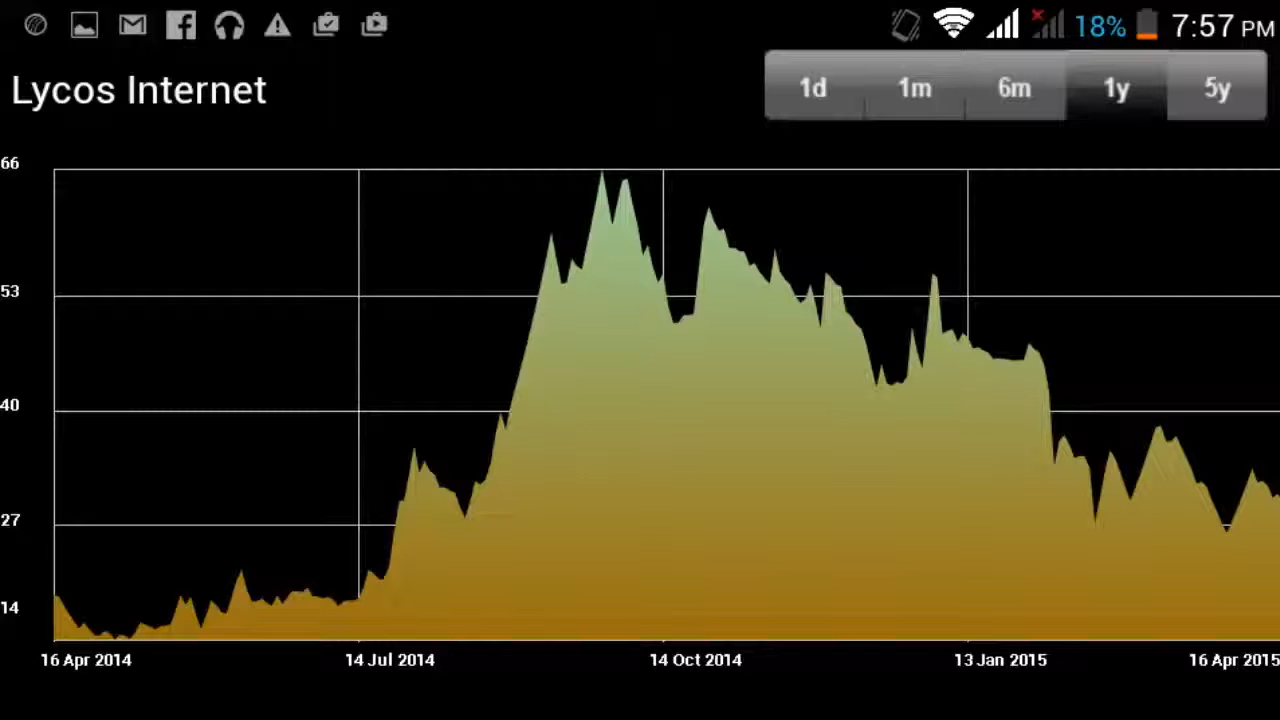 18% 7:57 PM
Lycos Internet
1d 1m 6m 1y 5y
66
53
40
27
14
16 Apr 2014 14 Jul 2014 14 Oct 2014 13 Jan 2015 16 Apr 2015